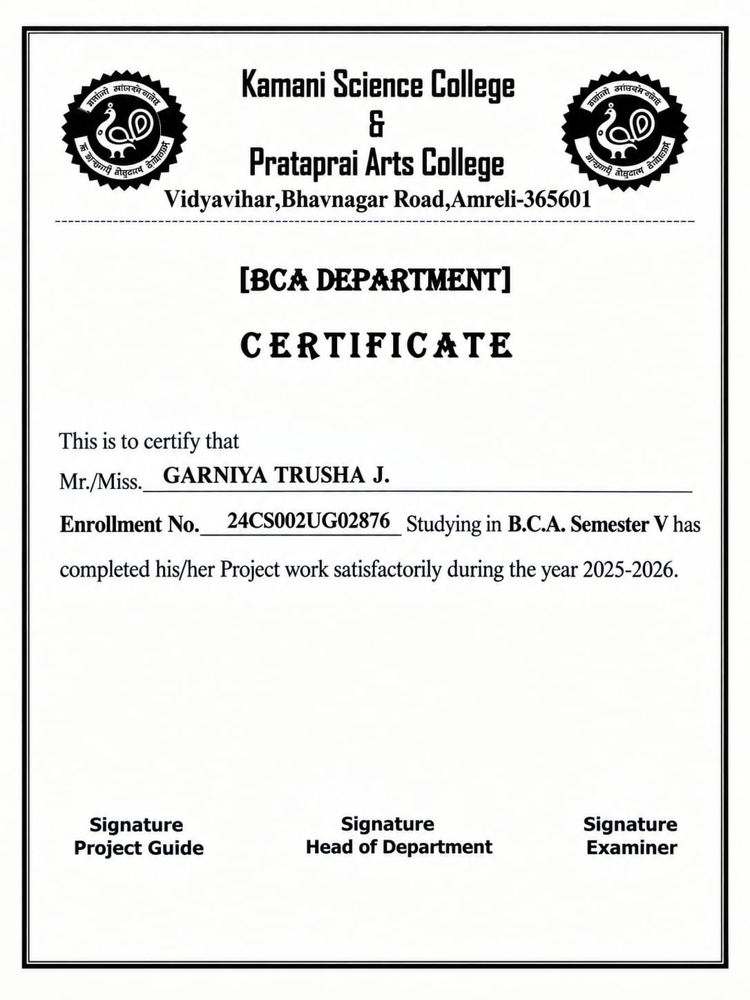 Kamani Science College
&
Prataprai Arts College
Vidyavihar,Bhavnagar Road,Amreli-365601
[BCA DEPARTMENT]
CERTIFICATE
This is to certify that
Mr./Miss. GARNIYA TRUSHA J.
Enrollment No. 24CS002UG02876 Studying in B.C.A. Semester V has
completed his/her Project work satisfactorily during the year 2025-2026.
Signature Signature Signature
Project Guide Head of Department Examiner